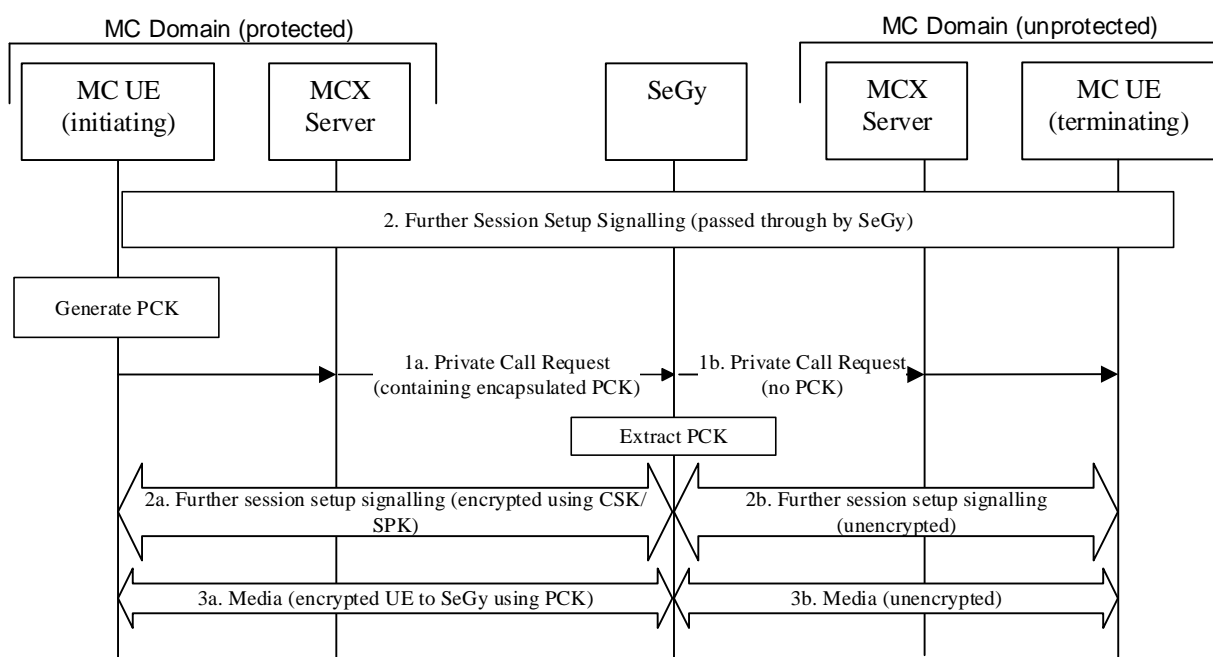 MC Domain (protected)
MC Domain (unprotected)
MC UE
(initiating)
MCX
Server
SeGy
MCX
Server
MC UE
(terminating)
2. Further Session Setup Signalling (passed through by SeGy)
Generate PCK
1a. Private Call Request
(containing encapsulated PCK)
1b. Private Call Request
(no PCK)
Extract PCK
2a. Further session setup signalling (encrypted using CSK/
SPK)
2b. Further session setup signalling
(unencrypted)
3a. Media (encrypted UE to SeGy using PCK)
3b. Media (unencrypted)